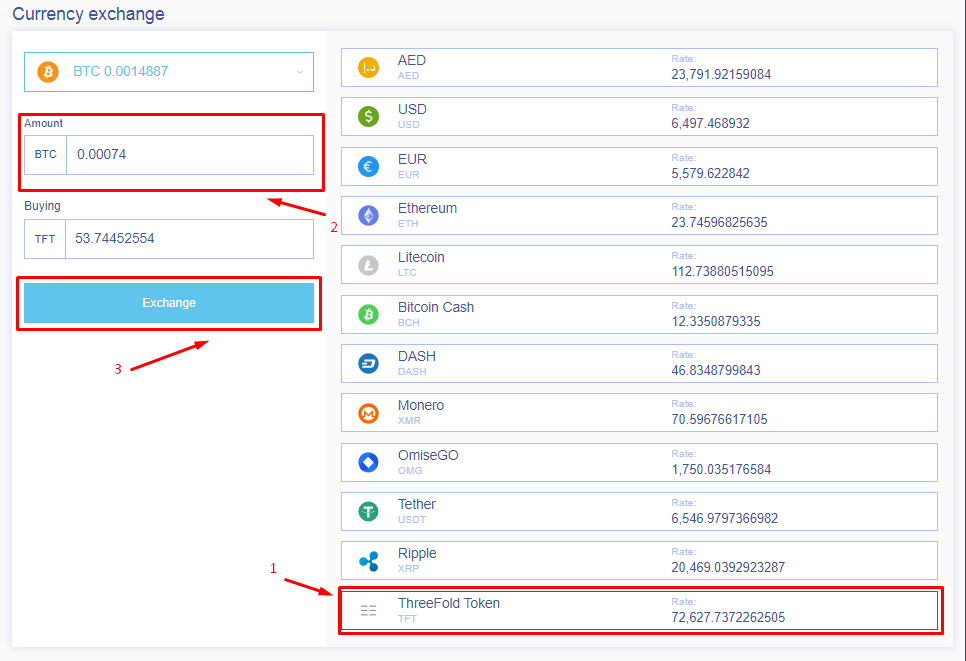 Currency exchange
BTC 0.0014887
Amount
BTC 0.00074
2
Buying
TFT 53.74452554
Exchange
3
AED
AED
Rate:
23,791.92159084
USD
USD
Rate:
6,497.468932
EUR
EUR
Rate:
5,579.622842
Ethereum
ETH
Rate:
23.74596825635
Litecoin
LTC
Rate:
112.73880515095
Bitcoin Cash
BCH
Rate:
12.3350879335
DASH
DASH
Rate:
46.8348799843
Monero
XMR
Rate:
70.59676617105
OmiseGO
OMG
Rate:
1,750.035176584
Tether
USDT
Rate:
6,546.9797366982
Ripple
XRP
Rate:
20,469.0392923287
1
ThreeFold Token
TFT
Rate:
72,627.7372262505